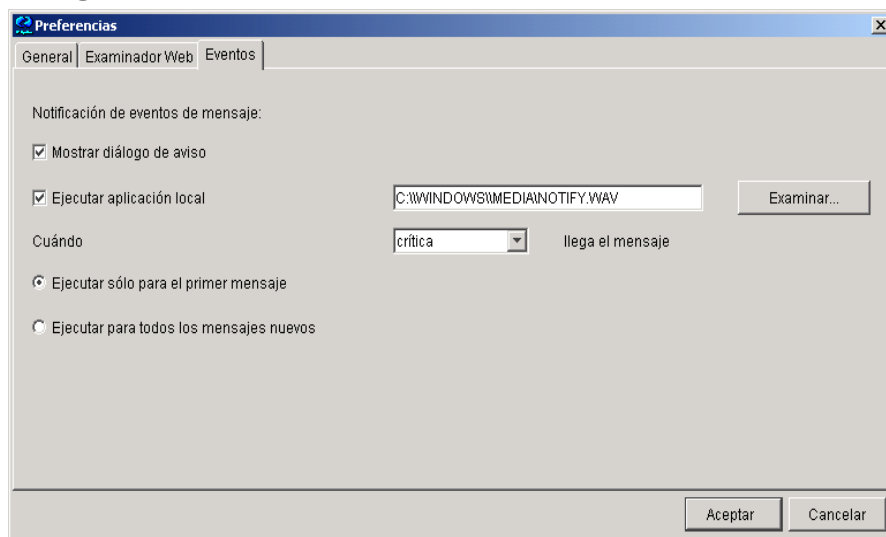 Preferencias
General Examinador Web Eventos
Notificación de eventos de mensaje:
Mostrar diálogo de aviso
Ejecutar aplicación local C:\\WINDOWS\\MEDIA\NOTIFY.WAV Examinar...
Cuándo crítica llega el mensaje
Ejecutar sólo para el primer mensaje
Ejecutar para todos los mensajes nuevos
Aceptar Cancelar